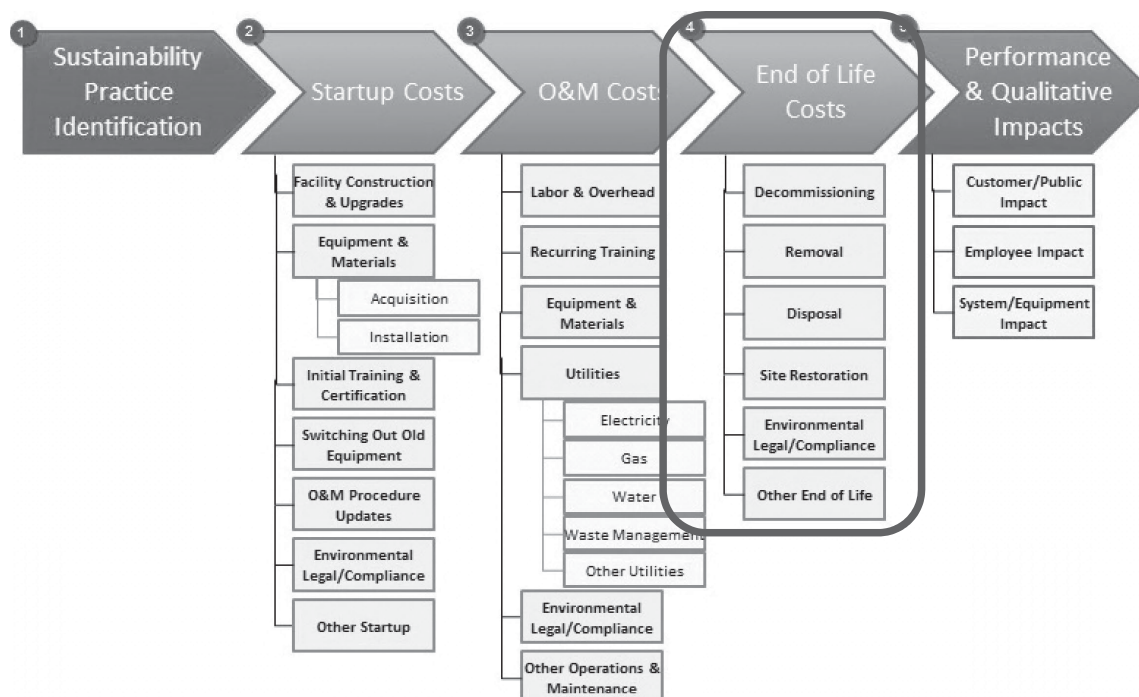 1
Sustainability
Practice
Identification
2
Startup Costs
Facility Construction
& Upgrades
Equipment &
Materials
Acquisition
Installation
Initial Training &
Certification
Switching Out Old
Equipment
O&M Procedure
Updates
Environmental
Legal/Compliance
Other Startup
3
O&M Costs
Labor & Overhead
Recurring Training
Equipment &
Materials
Utilities
Electricity
Gas
Water
Waste Management
Other Utilities
Environmental
Legal/Compliance
Other Operations &
Maintenance
4
End of Life
Costs
Decommissioning
Removal
Disposal
Site Restoration
Environmental
Legal/Compliance
Other End of Life
5
Performance
& Qualitative
Impacts
Customer/Public
Impact
Employee Impact
System/Equipment
Impact